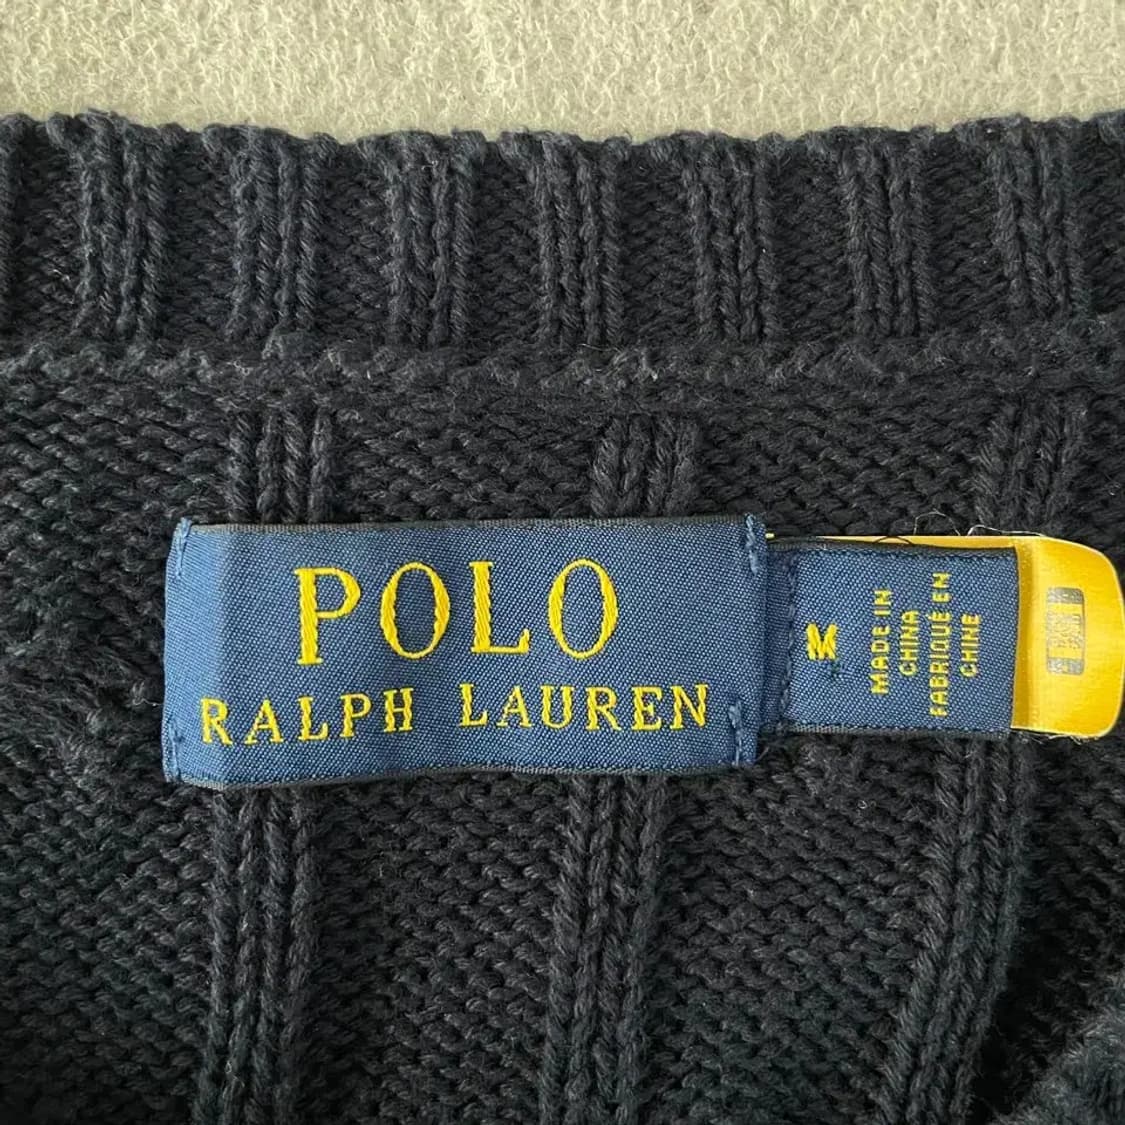 POLO
RALPH LAUREN
M
MADE IN
CHINA
FABRIQUÉ EN
CHINE